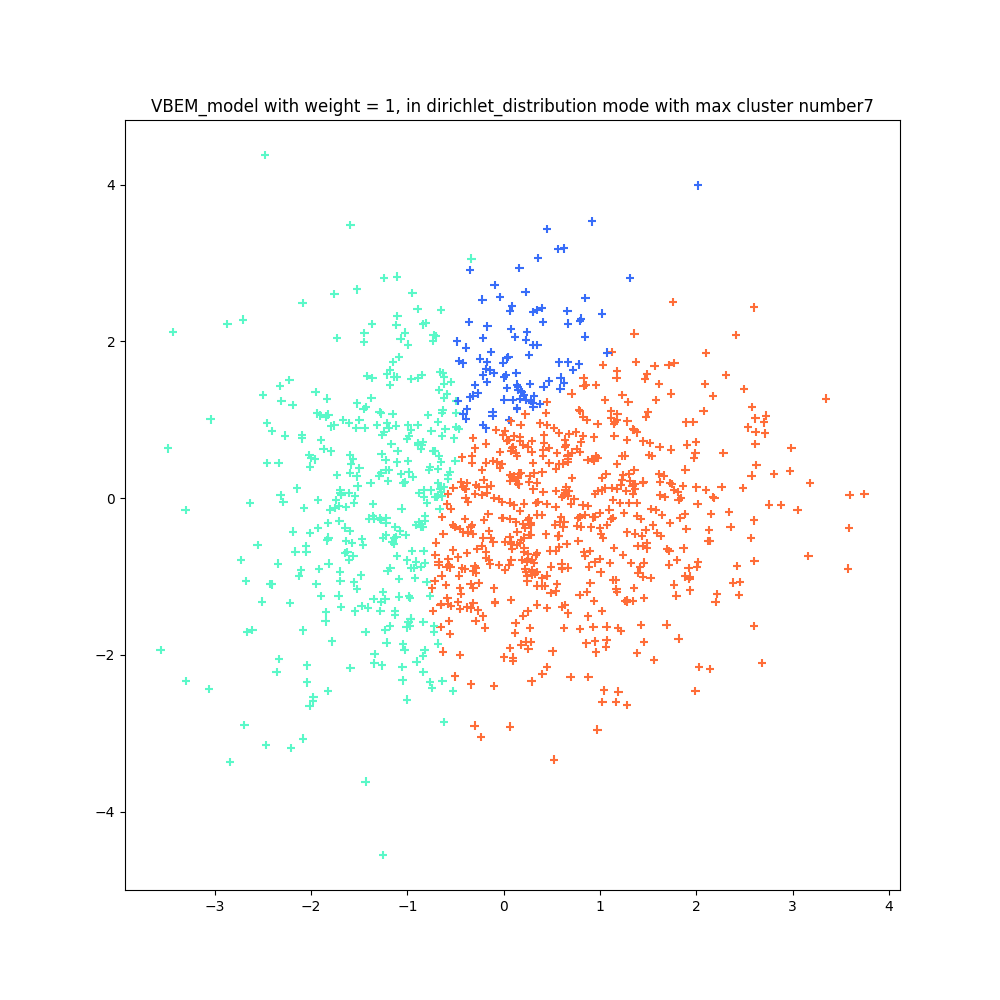 VBEM_model with weight = 1, in dirichlet_distribution mode with max cluster number7
4
2
0
−2
−4
−3 −2 −1 0 1 2 3 4